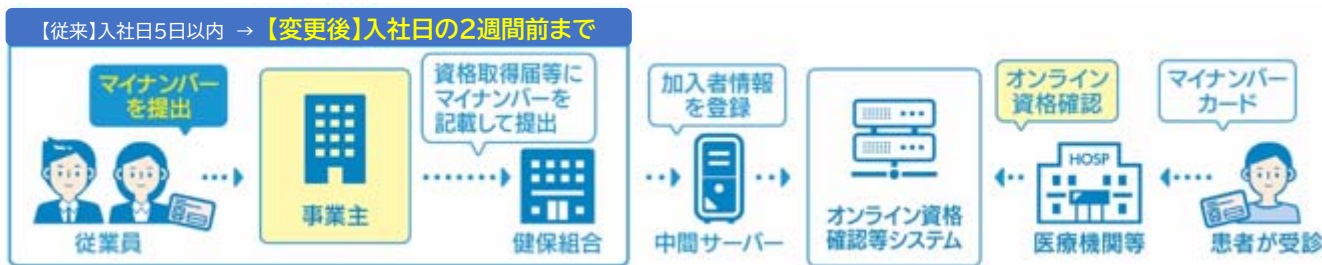 【従来】入社日5日以内 → 【変更後】入社日の2週間前まで
マイナンバー
を提出
従業員
事業主
資格取得届等に
マイナンバーを
記載して提出
健保組合
加入者情報
を登録
中間サーバー
オンライン資格
確認等システム
オンライン
資格確認
HOSP
医療機関等
マイナンバー
カード
患者が受診